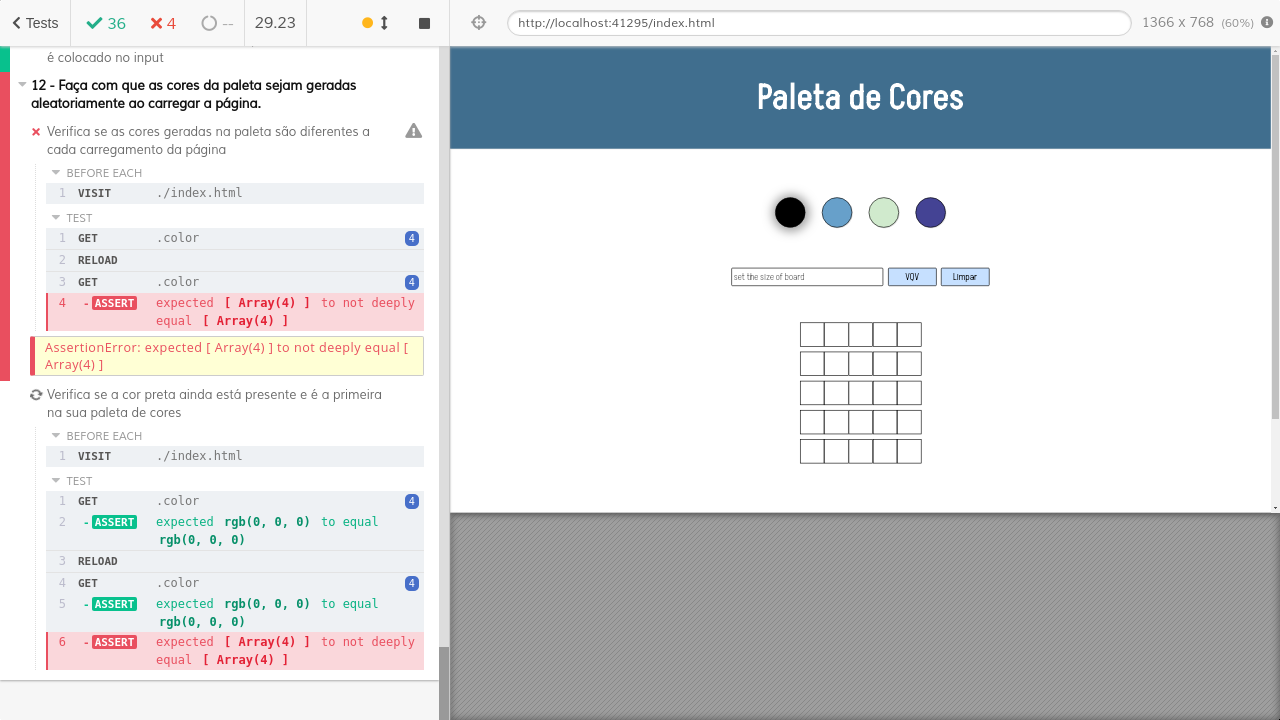 Tests
36
4
--
29.23
http://localhost:41295/index.html
1366 x 768 (60%)
é colocado no input
12 - Faça com que as cores da paleta sejam geradas
aleatoriamente ao carregar a página.
Verifica se as cores geradas na paleta são diferentes a
cada carregamento da página
BEFORE EACH
1 VISIT ./index.html
TEST
1 GET .color 4
2 RELOAD
3 GET .color 4
4 -ASSERT expected [ Array(4) ] to not deeply
equal [ Array(4) ]
AssertionError: expected [ Array(4) ] to not deeply equal [
Array(4) ]
Verifica se a cor preta ainda está presente e é a primeira
na sua paleta de cores
BEFORE EACH
1 VISIT ./index.html
TEST
1 GET .color 4
2 -ASSERT expected rgb(0, 0, 0) to equal
rgb(0, 0, 0)
3 RELOAD
4 GET .color 4
5 -ASSERT expected rgb(0, 0, 0) to equal
rgb(0, 0, 0)
6 -ASSERT expected [ Array(4) ] to not deeply
equal [ Array(4) ]
Paleta de Cores
set the size of board
VQV
Limpar